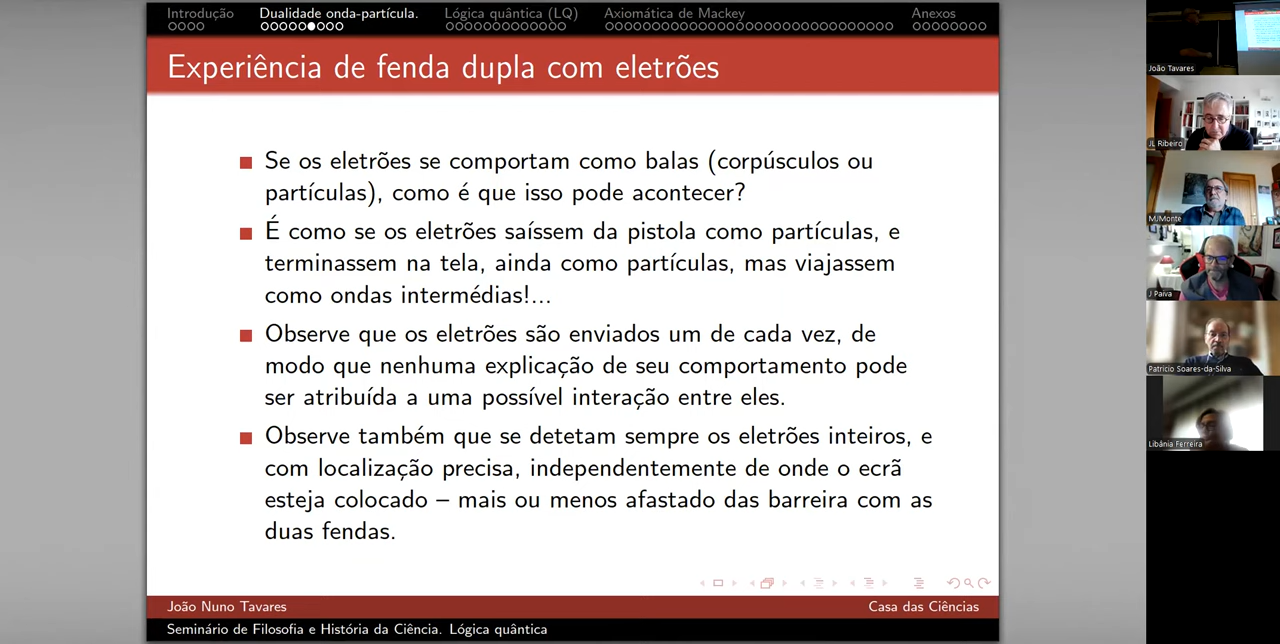 Introdução
Dualidade onda-partícula.
Lógica quântica (LQ)
Axiomática de Mackey
Anexos
Experiência de fenda dupla com eletrões
Se os eletrões se comportam como balas (corpúsculos ou
partículas), como é que isso pode acontecer?
É como se os eletrões saíssem da pistola como partículas, e
terminassem na tela, ainda como partículas, mas viajassem
como ondas intermédias!...
Observe que os eletrões são enviados um de cada vez, de
modo que nenhuma explicação de seu comportamento pode
ser atribuída a uma possível interação entre eles.
Observe também que se detetam sempre os eletrões inteiros, e
com localização precisa, independentemente de onde o ecrã
esteja colocado – mais ou menos afastado das barreira com as
duas fendas.
João Nuno Tavares
Casa das Ciências
Seminário de Filosofia e História da Ciência. Lógica quântica
João Tavares
JL Ribeiro
MJMonte
J Paiva
Patricio Soares-da-Silva
Libânia Ferreira